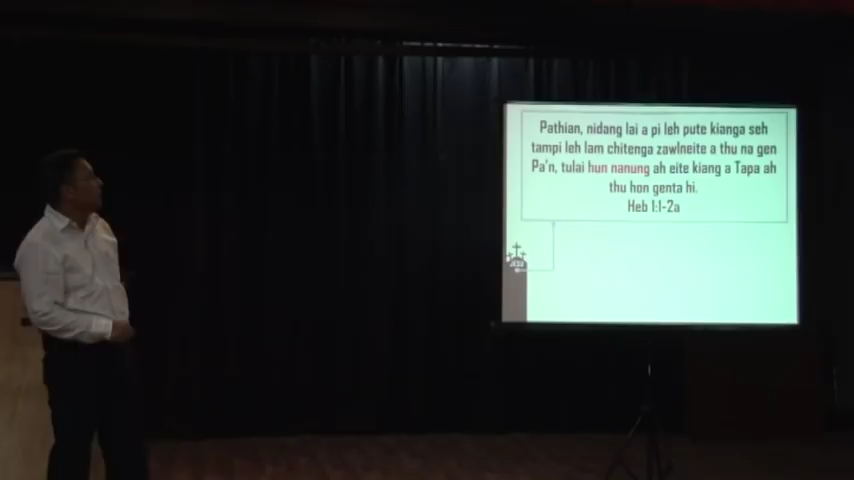 Pathian, nidang lai a pi leh pute kianga seh
tampi leh lam chitenga zawlneite a thu na gen
Pa'n, tulai hun nanung ah eite kiang a Tapa ah
thu hon genta hi.
Heb 1:1-2a
JESU